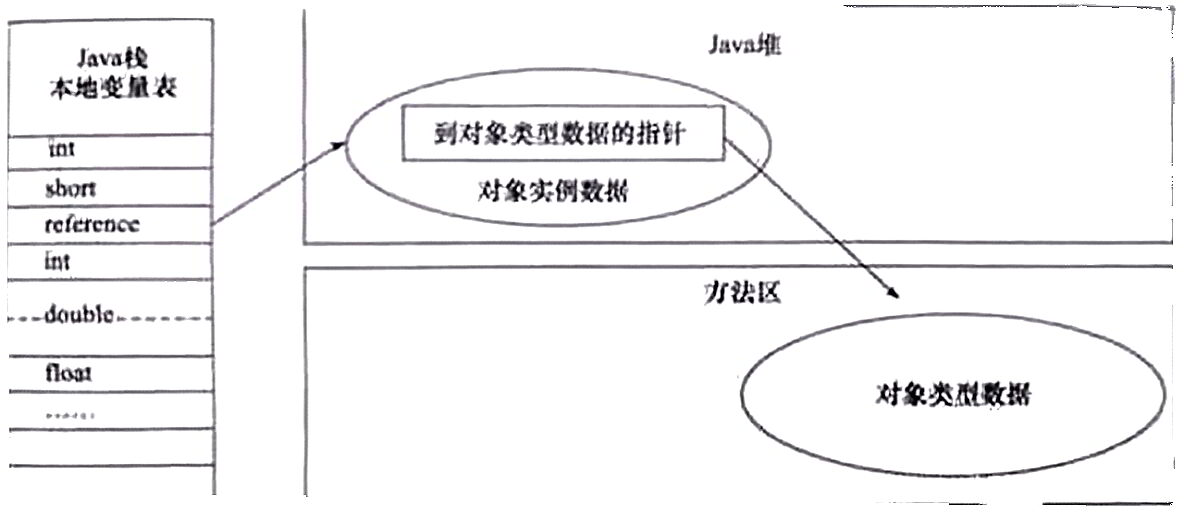 Java栈
本地变量表
int
short
reference
int
double
float
Java堆
到对象类型数据的指针
对象实例数据
方法区
对象类型数据